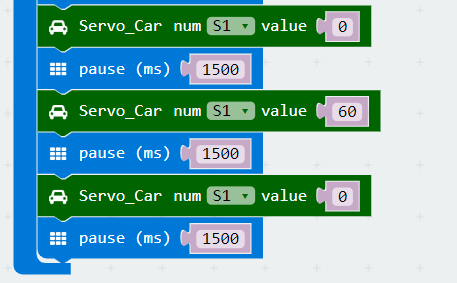 Servo_Car num S1 value 0
pause (ms) 1500
Servo_Car num S1 value 60
pause (ms) 1500
Servo_Car num S1 value 0
pause (ms) 1500